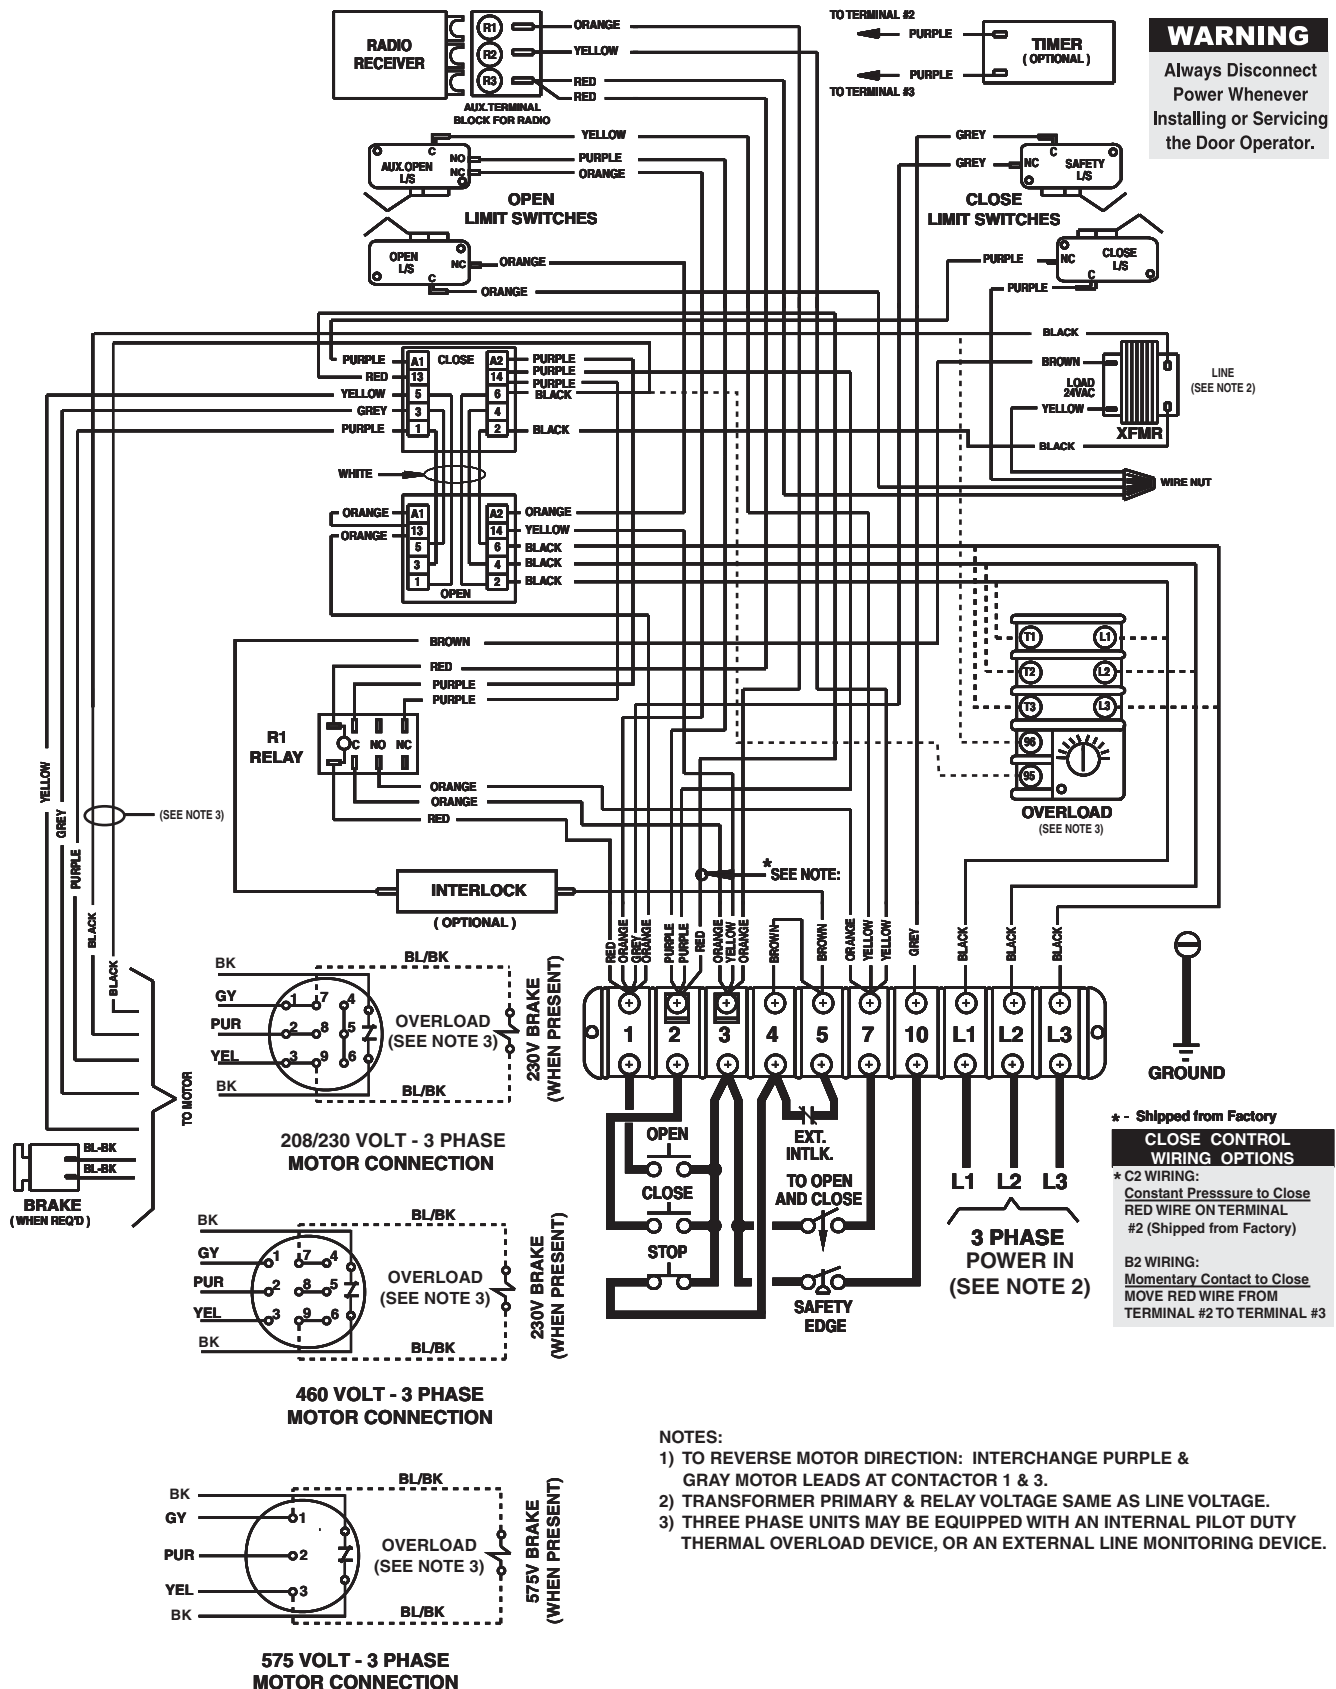 RADIO
RECEIVER
R1
R2
R3
ORANGE
YELLOW
RED
RED
AUX.TERMINAL
BLOCK FOR RADIO
TO TERMINAL #2
PURPLE
PURPLE
TO TERMINAL #3
TIMER
( OPTIONAL )
WARNING
Always Disconnect
Power Whenever
Installing or Servicing
the Door Operator.
C
AUX.OPEN
L/S
NO
NC
YELLOW
PURPLE
ORANGE
OPEN
LIMIT SWITCHES
OPEN
L/S
NC
C
ORANGE
ORANGE
GREY
GREY
C
NC
SAFETY
L/S
CLOSE
LIMIT SWITCHES
PURPLE
NC
CLOSE
L/S
C
PURPLE
PURPLE
RED
YELLOW
GREY
PURPLE
A1
13
5
3
1
CLOSE
A2
14
6
4
2
PURPLE
PURPLE
PURPLE
BLACK
BLACK
BLACK
BROWN
LOAD
24VAC
YELLOW
BLACK
XFMR
LINE
(SEE NOTE 2)
WIRE NUT
WHITE
ORANGE
ORANGE
A1
13
5
3
1
OPEN
A2
14
6
4
2
ORANGE
YELLOW
BLACK
BLACK
BLACK
BROWN
RED
PURPLE
PURPLE
R1
RELAY
C
NO
NC
ORANGE
ORANGE
RED
T1
L1
T2
L2
T3
L3
96
95
OVERLOAD
(SEE NOTE 3)
YELLOW
GREY
PURPLE
BLACK
BLACK
(SEE NOTE 3)
INTERLOCK
( OPTIONAL )
*
SEE NOTE:
RED
ORANGE
GREY
ORANGE
PURPLE
PURPLE
RED
ORANGE
YELLOW
ORANGE
BROWN
BROWN
ORANGE
YELLOW
YELLOW
GREY
BLACK
BLACK
BLACK
1
2
3
4
5
7
10
L1
L2
L3
GROUND
TO MOTOR
BL-BK
BL-BK
BRAKE
( WHEN REQ'D )
BK
GY
PUR
YEL
BK
BL/BK
1
7
4
2
8
5
3
9
6
OVERLOAD
(SEE NOTE 3)
BL/BK
230V BRAKE
(WHEN PRESENT)
208/230 VOLT - 3 PHASE
MOTOR CONNECTION
BK
GY
PUR
YEL
BK
BL/BK
1
7
4
2
8
5
3
9
6
OVERLOAD
(SEE NOTE 3)
BL/BK
230V BRAKE
(WHEN PRESENT)
460 VOLT - 3 PHASE
MOTOR CONNECTION
BK
GY
PUR
YEL
BK
BL/BK
1
2
3
OVERLOAD
(SEE NOTE 3)
BL/BK
575V BRAKE
(WHEN PRESENT)
575 VOLT - 3 PHASE
MOTOR CONNECTION
OPEN
CLOSE
STOP
EXT.
INTLK.
TO OPEN
AND CLOSE
SAFETY
EDGE
L1
L2
L3
3 PHASE
POWER IN
(SEE NOTE 2)
* - Shipped from Factory
CLOSE CONTROL
WIRING OPTIONS
* C2 WIRING:
Constant Presssure to Close
RED WIRE ON TERMINAL
#2 (Shipped from Factory)
B2 WIRING:
Momentary Contact to Close
MOVE RED WIRE FROM
TERMINAL #2 TO TERMINAL #3
NOTES:
1) TO REVERSE MOTOR DIRECTION: INTERCHANGE PURPLE &
GRAY MOTOR LEADS AT CONTACTOR 1 & 3.
2) TRANSFORMER PRIMARY & RELAY VOLTAGE SAME AS LINE VOLTAGE.
3) THREE PHASE UNITS MAY BE EQUIPPED WITH AN INTERNAL PILOT DUTY
THERMAL OVERLOAD DEVICE, OR AN EXTERNAL LINE MONITORING DEVICE.